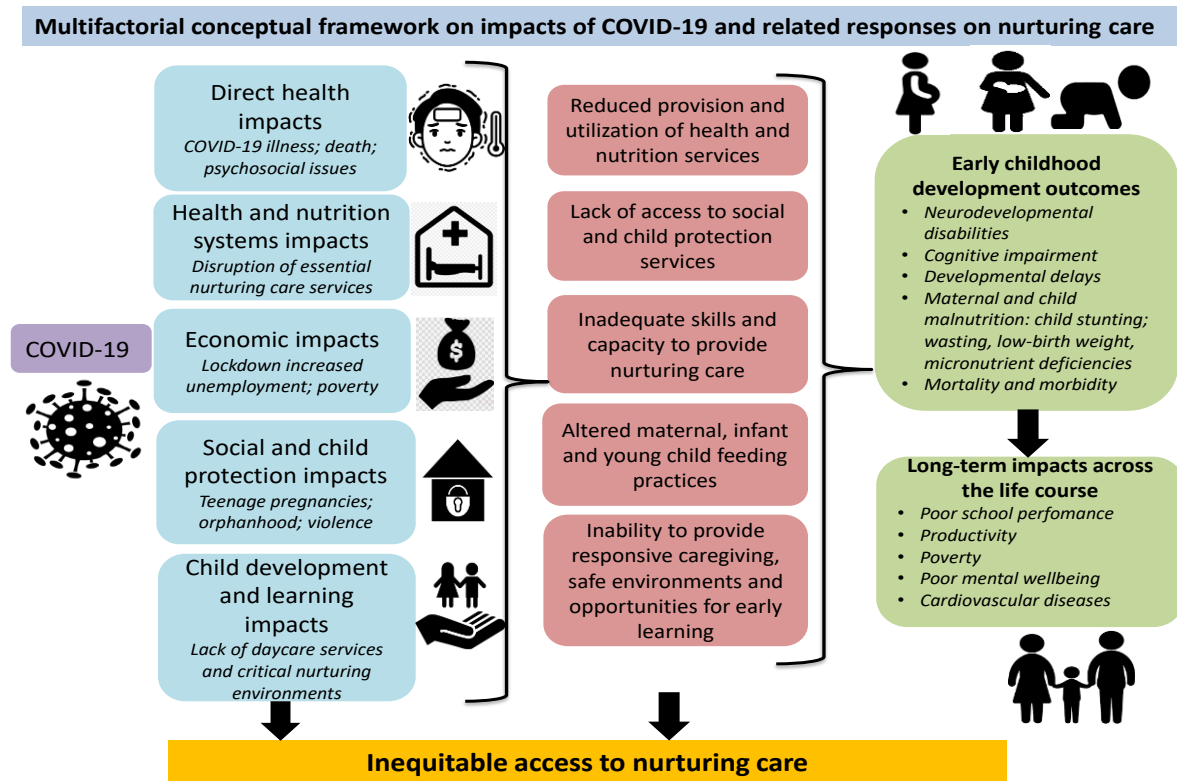 Multifactorial conceptual framework on impacts of COVID-19 and related responses on nurturing care
COVID-19
Direct health
impacts
COVID-19 illness; death;
psychosocial issues
Health and nutrition
systems impacts
Disruption of essential
nurturing care services
Economic impacts
Lockdown increased
unemployment; poverty
Social and child
protection impacts
Teenage pregnancies;
orphanhood; violence
Child development
and learning
impacts
Lack of daycare services
and critical nurturing
environments
Reduced provision and
utilization of health and
nutrition services
Lack of access to social
and child protection
services
Inadequate skills and
capacity to provide
nurturing care
Altered maternal, infant
and young child feeding
practices
Inability to provide
responsive caregiving,
safe environments and
opportunities for early
learning
Early childhood
development outcomes
• Neurodevelopmental
disabilities
• Cognitive impairment
• Developmental delays
• Maternal and child
malnutrition: child stunting;
wasting, low-birth weight,
micronutrient deficiencies
• Mortality and morbidity
Long-term impacts across
the life course
• Poor school perfomance
• Productivity
• Poverty
• Poor mental wellbeing
• Cardiovascular diseases
$
Inequitable access to nurturing care